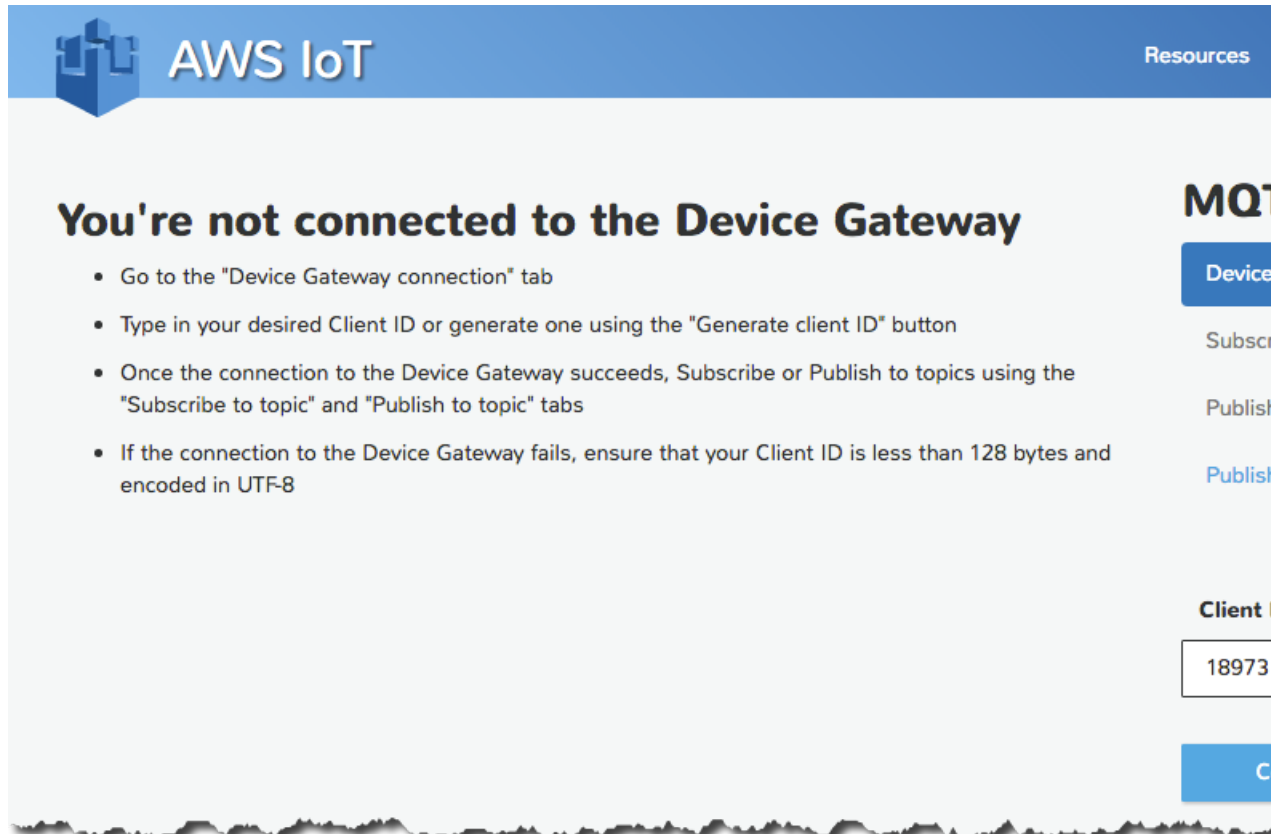 AWS IoT
Resources
You're not connected to the Device Gateway
Go to the "Device Gateway connection" tab
Type in your desired Client ID or generate one using the "Generate client ID" button
Once the connection to the Device Gateway succeeds, Subscribe or Publish to topics using the
"Subscribe to topic" and "Publish to topic" tabs
If the connection to the Device Gateway fails, ensure that your Client ID is less than 128 bytes and
encoded in UTF-8
Device
Client
18973